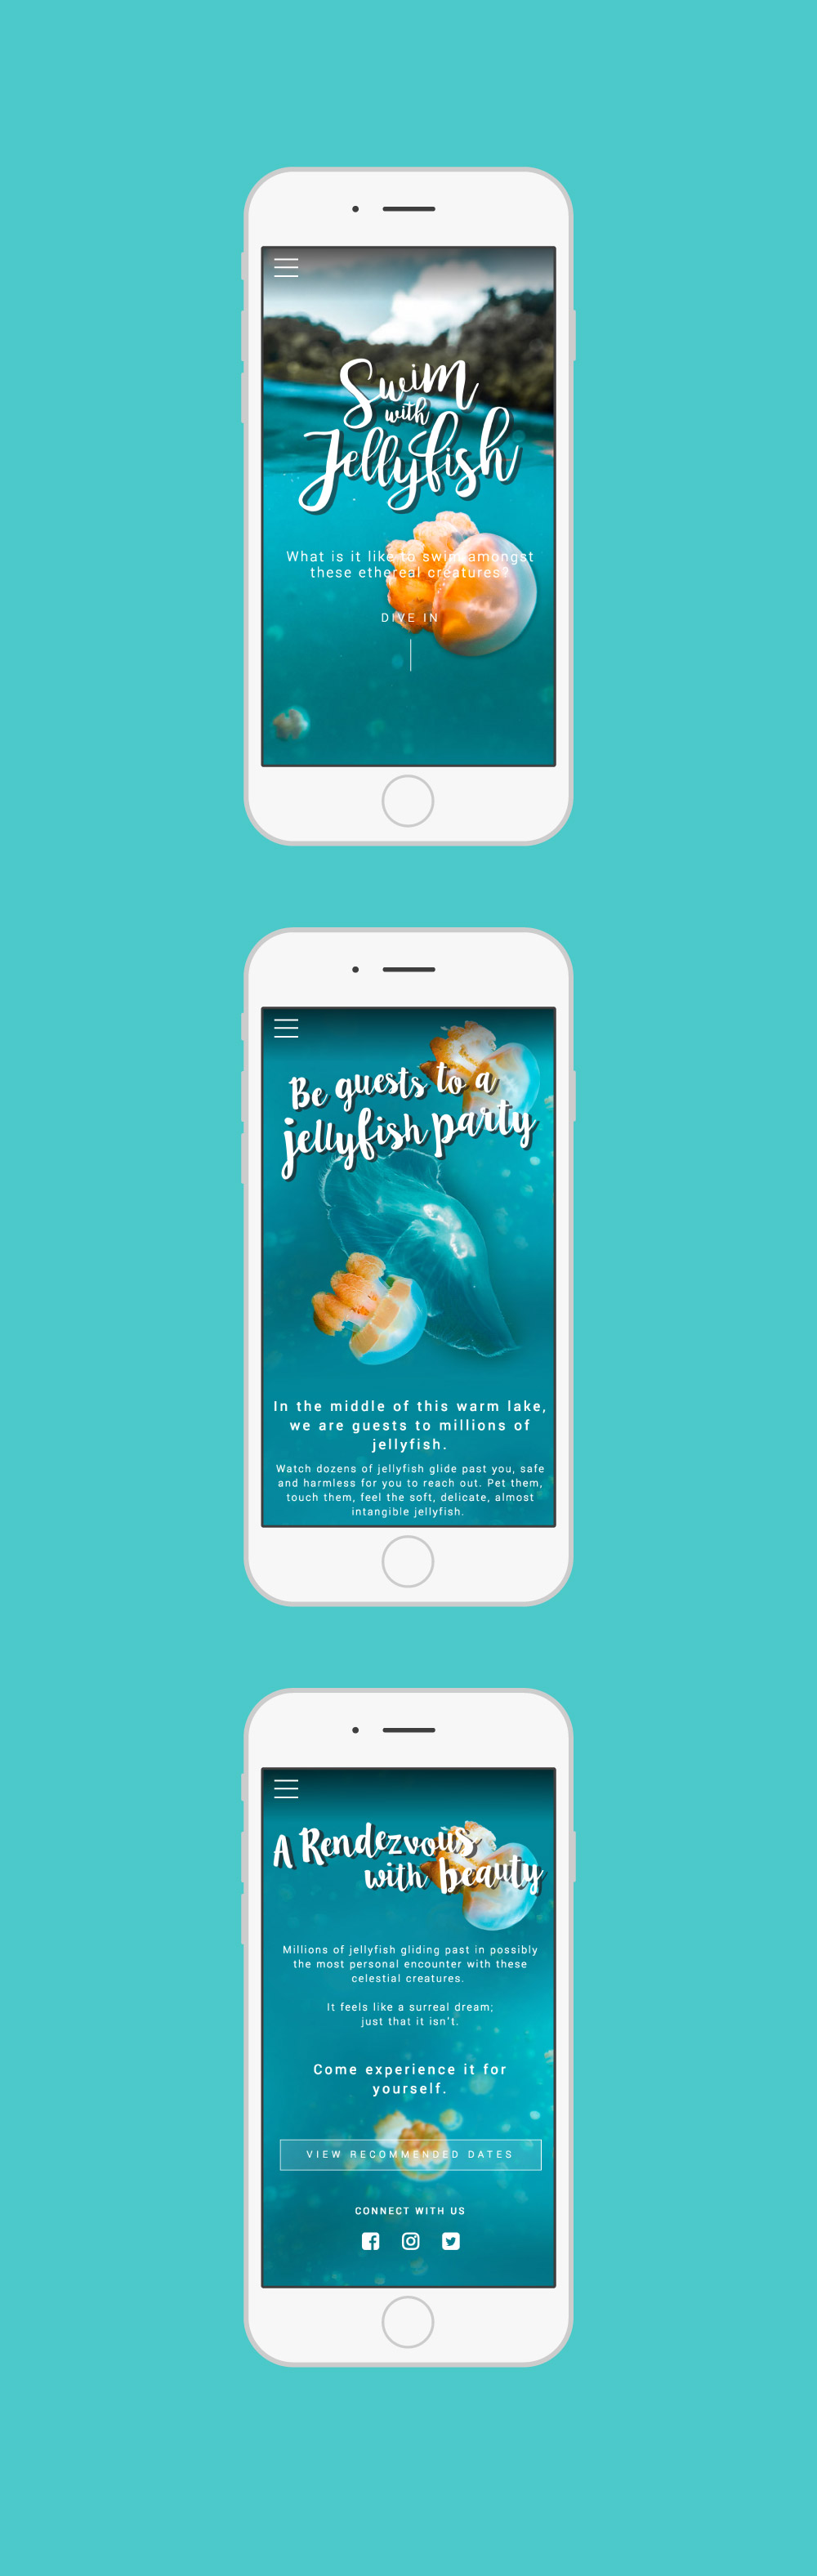 Swim
with
Jellyfish
What is it like to swim amongst
these ethereal creatures?
DIVE IN
Be guests to a
jellyfish party
In the middle of this warm lake,
we are guests to millions of
jellyfish.
Watch dozens of jellyfish glide past you, safe
and harmless for you to reach out. Pet them,
touch them, feel the soft, delicate, almost
intangible jellyfish.
A Rendezvous
with beauty
Millions of jellyfish gliding past in possibly
the most personal encounter with these
celestial creatures.
It feels like a surreal dream;
just that it isn't.
Come experience it for
yourself.
VIEW RECOMMENDED DATES
CONNECT WITH US